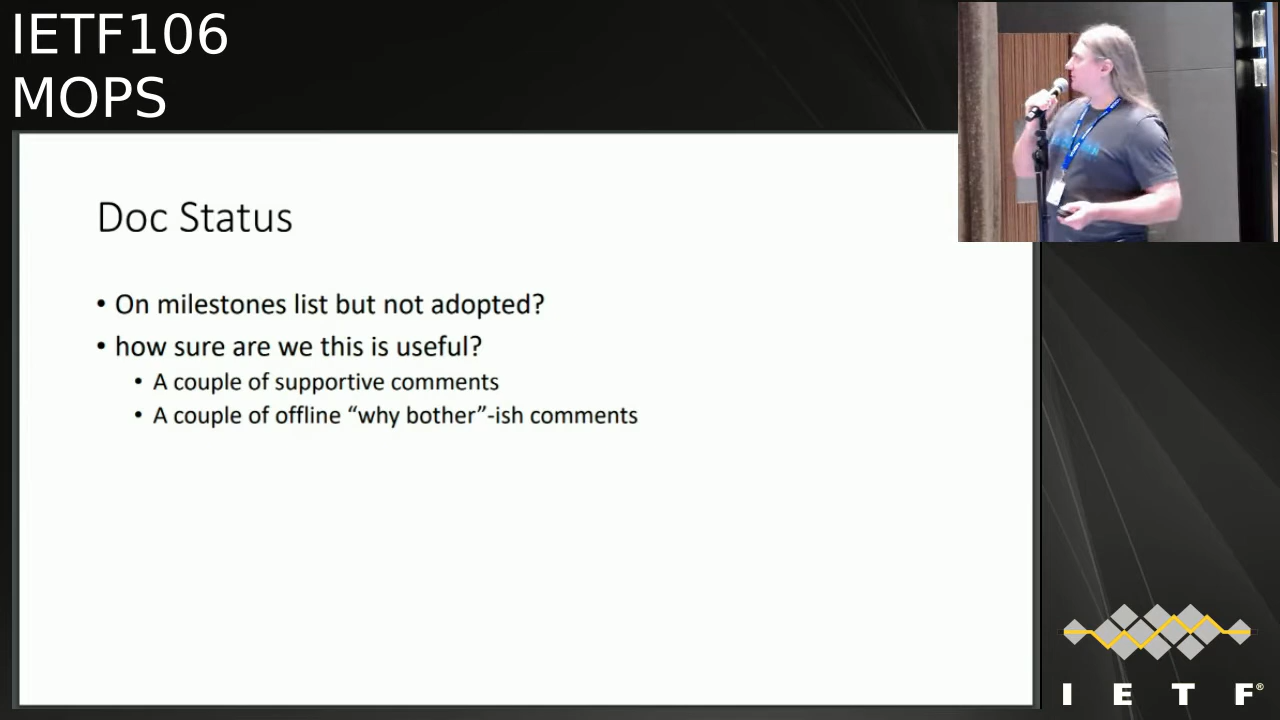 IETF106
MOPS
Doc Status
• On milestones list but not adopted?
• how sure are we this is useful?
• A couple of supportive comments
• A couple of offline “why bother”-ish comments
I E T F®